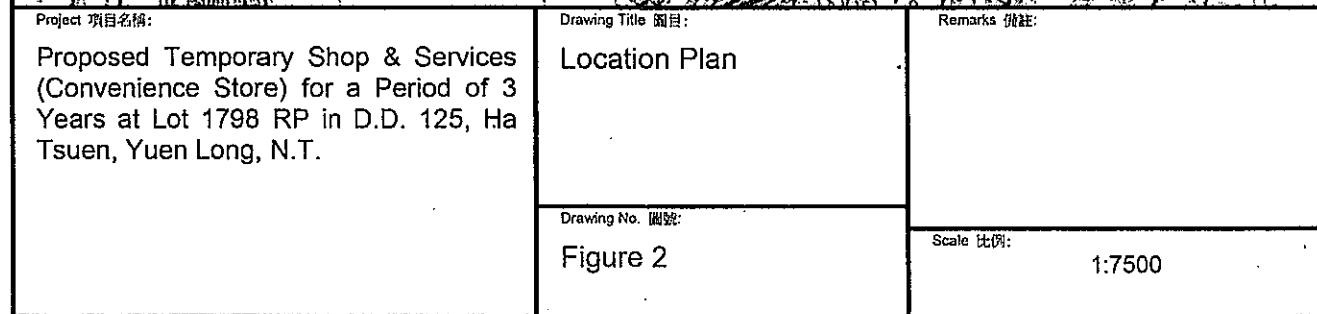 Project 項目名稱:
Proposed Temporary Shop & Services
(Convenience Store) for a Period of 3
Years at Lot 1798 RP in D.D. 125, Ha
Tsuen, Yuen Long, N.T.
Drawing Title 圖目:
Location Plan
Drawing No. 圖號:
Figure 2
Remarks 備註:
Scale 比例:
1:7500